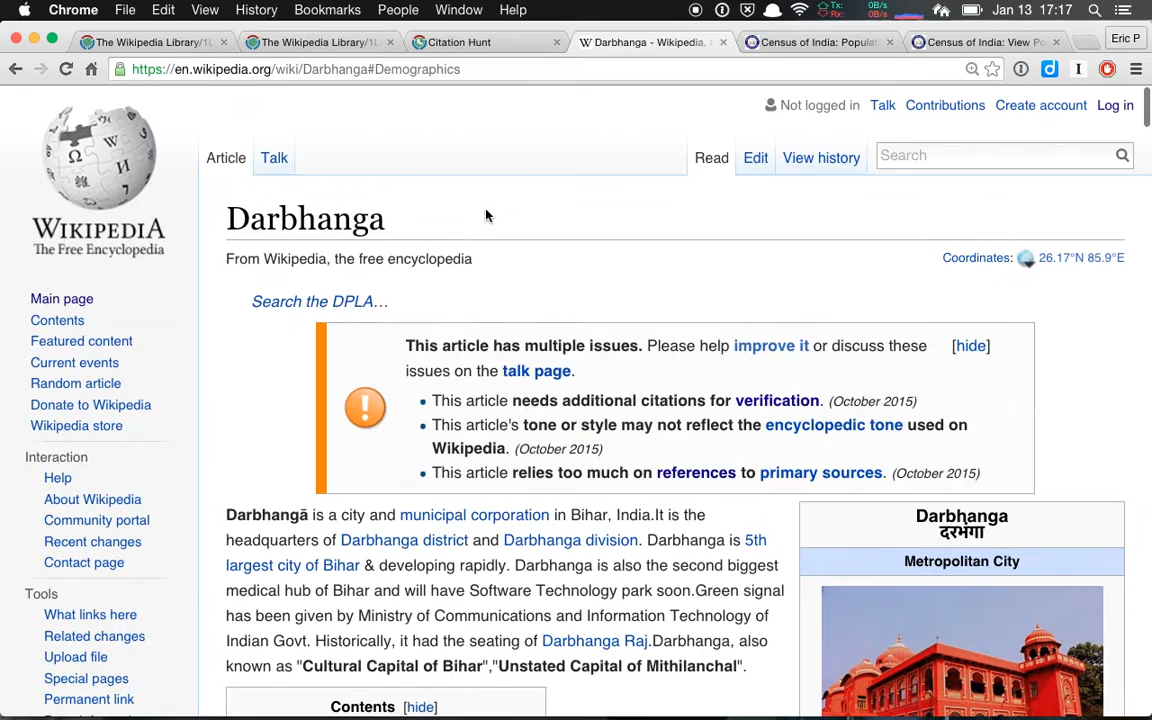 Chrome File Edit View History Bookmarks People Window Help Tx: 0B/s Rx: 0B/s Jan 13 17:17
The Wikipedia Library/1L The Wikipedia Library/1L Citation Hunt Darbhanga - Wikipedia, Census of India: Populat Census of India: View Po Eric P
https://en.wikipedia.org/wiki/Darbhanga#Demographics
Not logged in Talk Contributions Create account Log in
Article Talk Read Edit View history Search
WIKIPEDIA
The Free Encyclopedia
Main page
Contents
Featured content
Current events
Random article
Donate to Wikipedia
Wikipedia store
Interaction
Help
About Wikipedia
Community portal
Recent changes
Contact page
Tools
What links here
Related changes
Upload file
Special pages
Permanent link
Darbhanga
From Wikipedia, the free encyclopedia
Coordinates: 26.17°N 85.9°E
Search the DPLA…
This article has multiple issues. Please help improve it or discuss these [hide]
issues on the talk page.
• This article needs additional citations for verification. (October 2015)
• This article's tone or style may not reflect the encyclopedic tone used on
Wikipedia. (October 2015)
• This article relies too much on references to primary sources. (October 2015)
Darbhangā is a city and municipal corporation in Bihar, India.It is the
headquarters of Darbhanga district and Darbhanga division. Darbhanga is 5th
largest city of Bihar & developing rapidly. Darbhanga is also the second biggest
medical hub of Bihar and will have Software Technology park soon.Green signal
has been given by Ministry of Communications and Information Technology of
Indian Govt. Historically, it had the seating of Darbhanga Raj.Darbhanga, also
known as "Cultural Capital of Bihar","Unstated Capital of Mithilanchal".
Contents [hide]
Darbhanga
दरभंगा
Metropolitan City